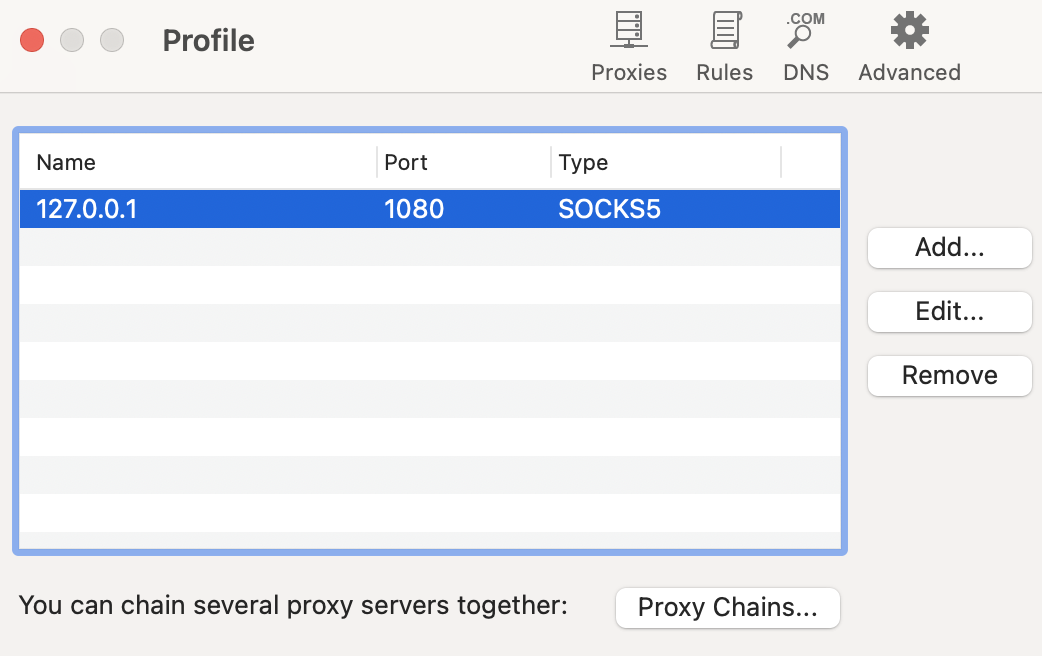 Profile
.COM
Proxies Rules DNS Advanced
Name Port Type
127.0.0.1 1080 SOCKS5
Add...
Edit...
Remove
You can chain several proxy servers together: Proxy Chains...